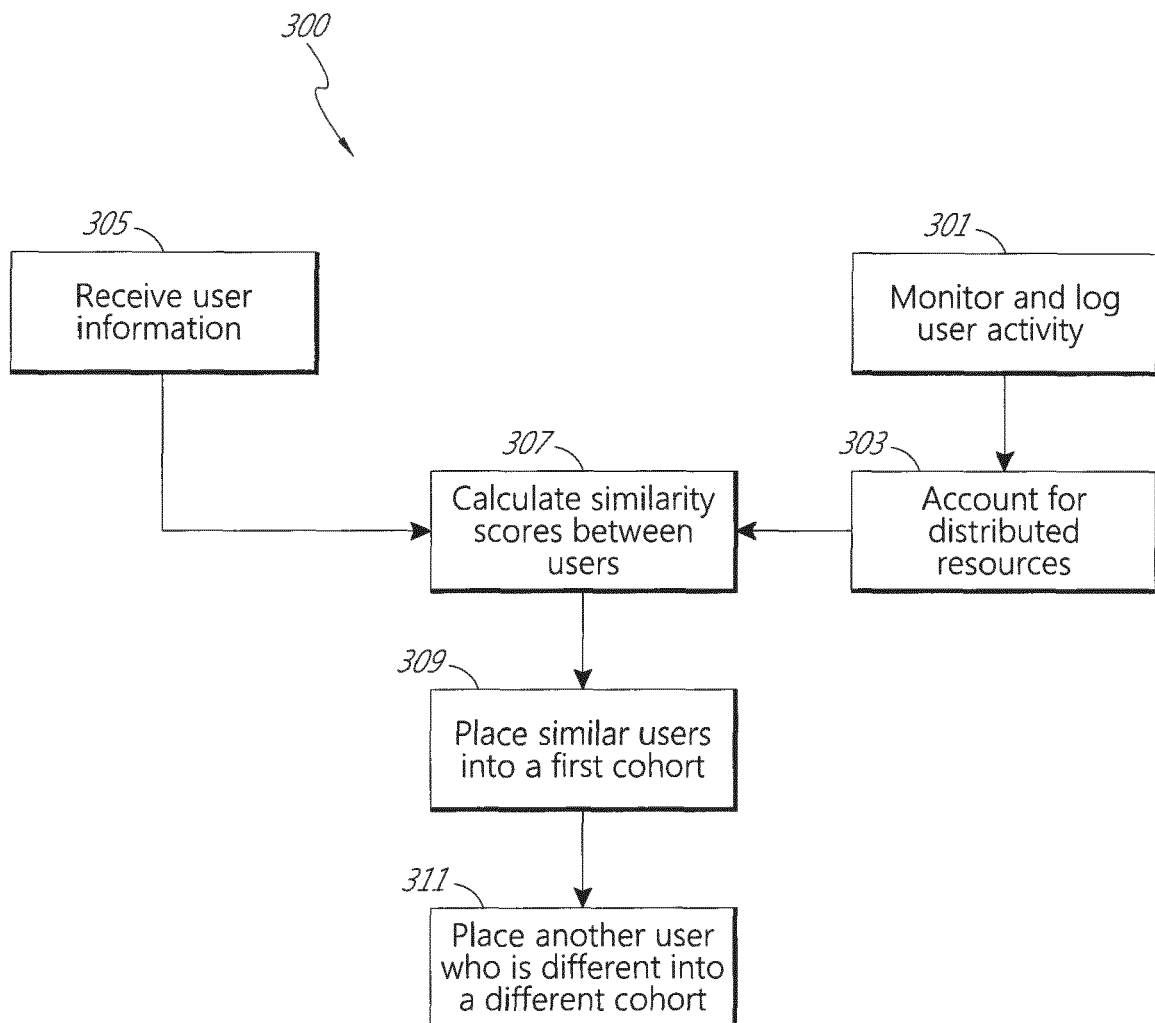 300
305
Receive user
information
301
Monitor and log
user activity
307
Calculate similarity
scores between
users
303
Account for
distributed
resources
309
Place similar users
into a first cohort
311
Place another user
who is different into
a different cohort